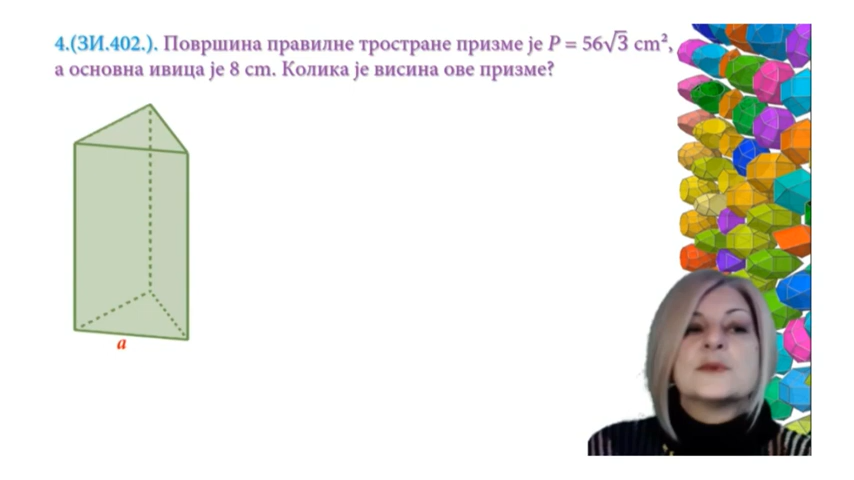 4.(ЗИ.402.). Површина правилне тростране призме је P = 56√3 cm²,
а основна ивица је 8 cm. Колика је висина ове призме?
a